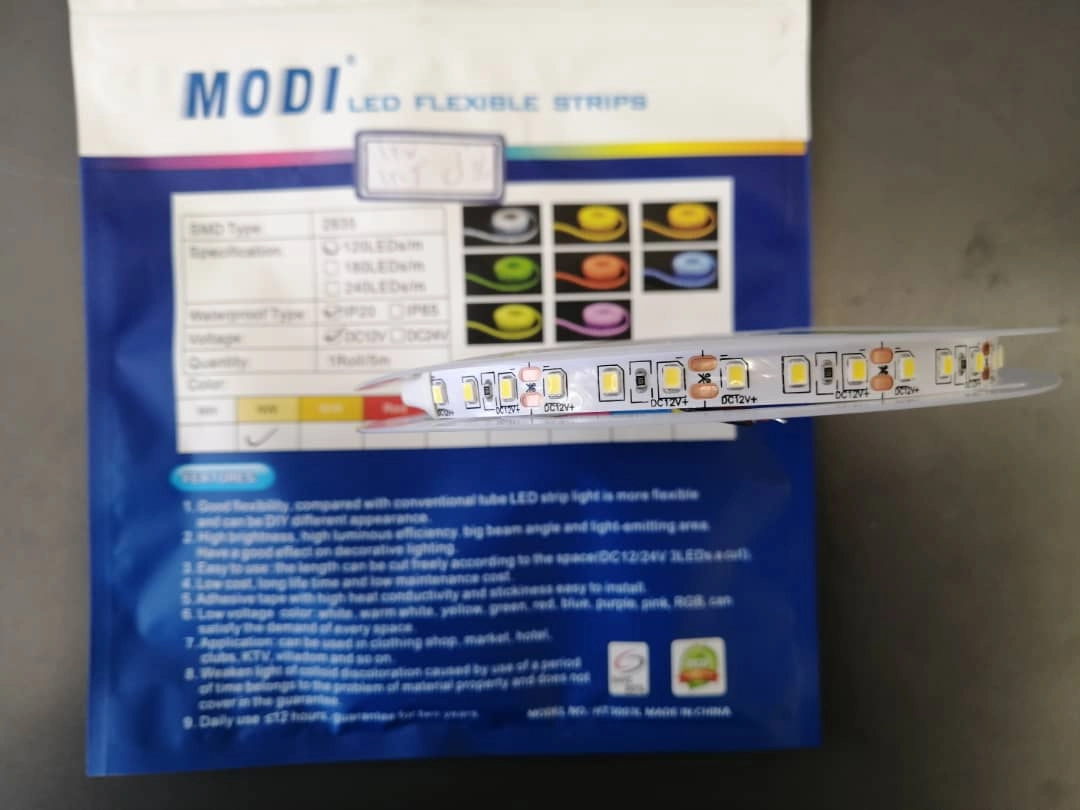 MODI® LED FLEXIBLE STRIPS
SMD Type: 2835
Specification: 120LEDs/m
180LEDs/m
240LEDs/m
Waterproof Type: IP20 IP65
Voltage: DC12V DC24V
Quantity: 1Roll/5m
Color:
WH NW WW Red
DC12V+ DC12V+ DC12V+ DC12V+ DC12V+ DC12V+
FEATURES
1. Good flexibility, compared with conventional tube LED strip light is more flexible
and can be DIY different appearance.
2. High brightness, high luminous efficiency, big beam angle and light-emitting area.
Have a good effect on decorative lighting.
3. Easy to use: the length can be cut freely according to the space(DC12/24V 3LEDs a cut).
4. Low cost, long life time and low maintenance cost.
5. Adhesive tape with high heat conductivity and stickiness easy to install.
6. Low voltage color: white, warm white, yellow, green, red, blue, purple, pink, RGB, can
satisfy the demand of every space.
7. Application: can be used in clothing shop, market, hotel,
clubs, KTV, villadom and so on.
8. Weaken light of colloid discoloration caused by use of a period
of time belongs to the problem of material property and does not
cover in the guarantee.
9. Daily use ≤12 hours, guarantee for two years.
MODEL NO. MADE IN CHINA